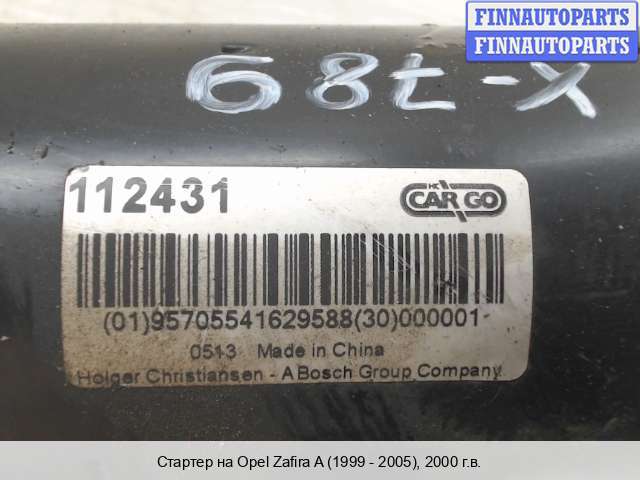 FINNAUTOPARTS
FINNAUTOPARTS
112431
HC
CARGO
(01)95705541629588(30)000001
0513 Made in China
Holger Christiansen - A Bosch Group Company
Стартер на Opel Zafira A (1999 - 2005), 2000 г.в.